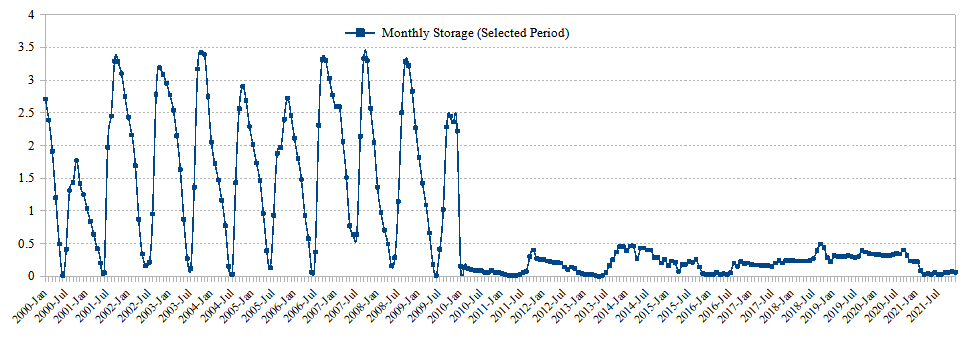 4
Monthly Storage (Selected Period)
3.5
3
2.5
2
1.5
1
0.5
0
2000-Jan
2000-Jul
2001-Jan
2001-Jul
2002-Jan
2002-Jul
2003-Jan
2003-Jul
2004-Jan
2004-Jul
2005-Jan
2005-Jul
2006-Jan
2006-Jul
2007-Jan
2007-Jul
2008-Jan
2008-Jul
2009-Jan
2009-Jul
2010-Jan
2010-Jul
2011-Jan
2011-Jul
2012-Jan
2012-Jul
2013-Jan
2013-Jul
2014-Jan
2014-Jul
2015-Jan
2015-Jul
2016-Jan
2016-Jul
2017-Jan
2017-Jul
2018-Jan
2018-Jul
2019-Jan
2019-Jul
2020-Jan
2020-Jul
2021-Jan
2021-Jul